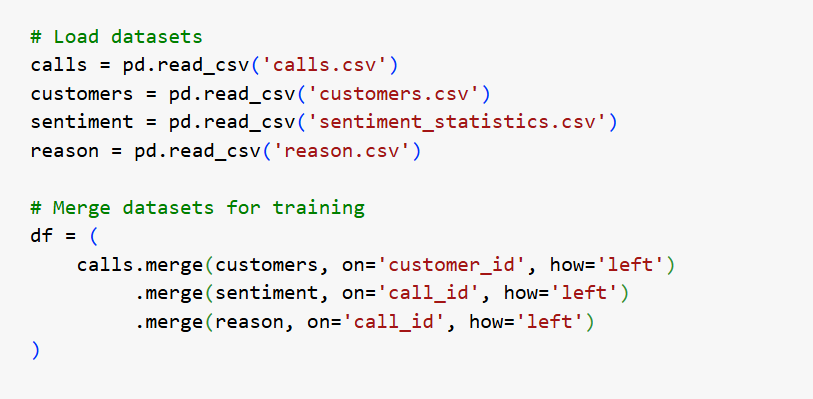 # Load datasets
calls = pd.read_csv('calls.csv')
customers = pd.read_csv('customers.csv')
sentiment = pd.read_csv('sentiment_statistics.csv')
reason = pd.read_csv('reason.csv')
# Merge datasets for training
df = (
    calls.merge(customers, on='customer_id', how='left')
         .merge(sentiment, on='call_id', how='left')
         .merge(reason, on='call_id', how='left')
)